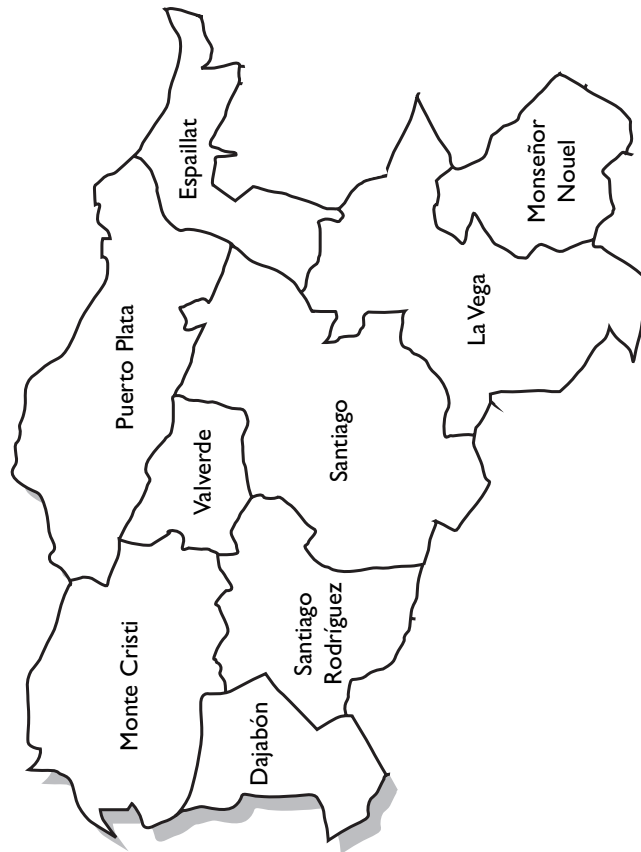 Espaillat
Puerto Plata
Monseñor
Nouel
La Vega
Valverde
Santiago
Monte Cristi
Santiago
Rodríguez
Dajabón